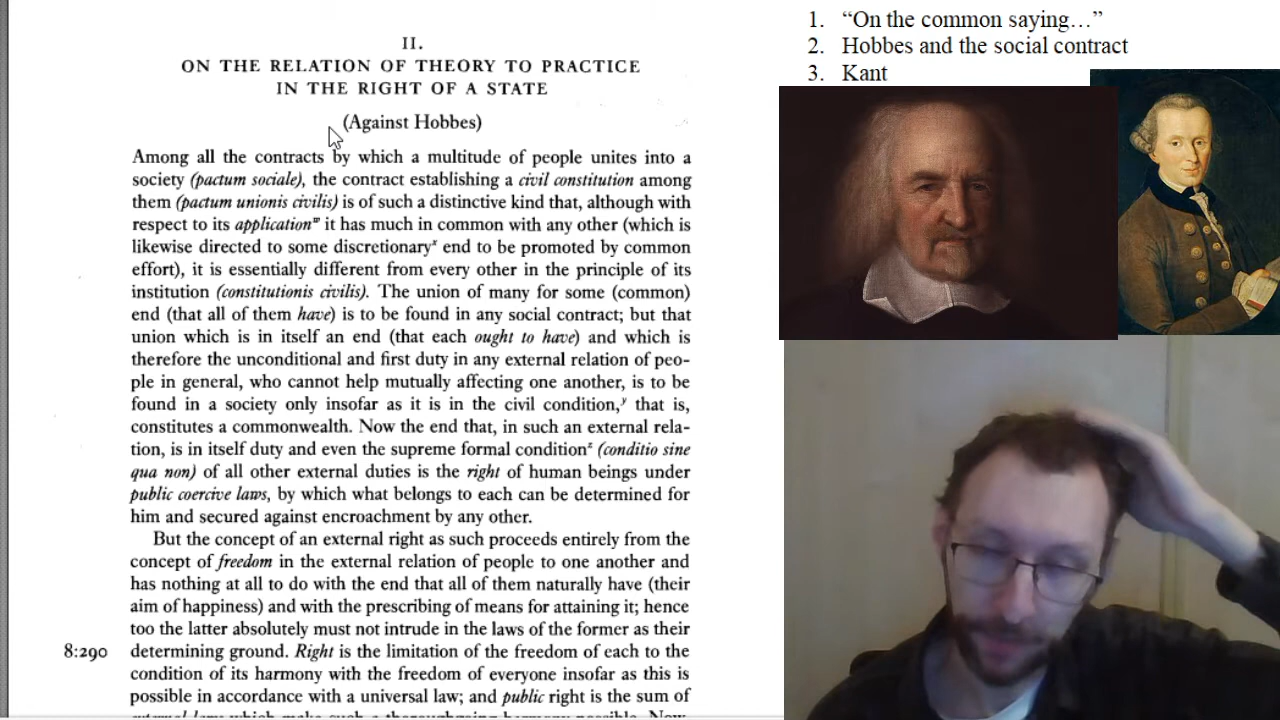 II.
ON THE RELATION OF THEORY TO PRACTICE
IN THE RIGHT OF A STATE
(Against Hobbes)
Among all the contracts by which a multitude of people unites into a
society (pactum sociale), the contract establishing a civil constitution among
them (pactum unionis civilis) is of such a distinctive kind that, although with
respect to its application^w it has much in common with any other (which is
likewise directed to some discretionary^x end to be promoted by common
effort), it is essentially different from every other in the principle of its
institution (constitutionis civilis). The union of many for some (common)
end (that all of them have) is to be found in any social contract; but that
union which is in itself an end (that each ought to have) and which is
therefore the unconditional and first duty in any external relation of peo-
ple in general, who cannot help mutually affecting one another, is to be
found in a society only insofar as it is in the civil condition,^y that is,
constitutes a commonwealth. Now the end that, in such an external rela-
tion, is in itself duty and even the supreme formal condition^z (conditio sine
qua non) of all other external duties is the right of human beings under
public coercive laws, by which what belongs to each can be determined for
him and secured against encroachment by any other.
But the concept of an external right as such proceeds entirely from the
concept of freedom in the external relation of people to one another and
has nothing at all to do with the end that all of them naturally have (their
aim of happiness) and with the prescribing of means for attaining it; hence
too the latter absolutely must not intrude in the laws of the former as their
8:290 determining ground. Right is the limitation of the freedom of each to the
condition of its harmony with the freedom of everyone insofar as this is
possible in accordance with a universal law; and public right is the sum of
1. “On the common saying…”
2. Hobbes and the social contract
3. Kant